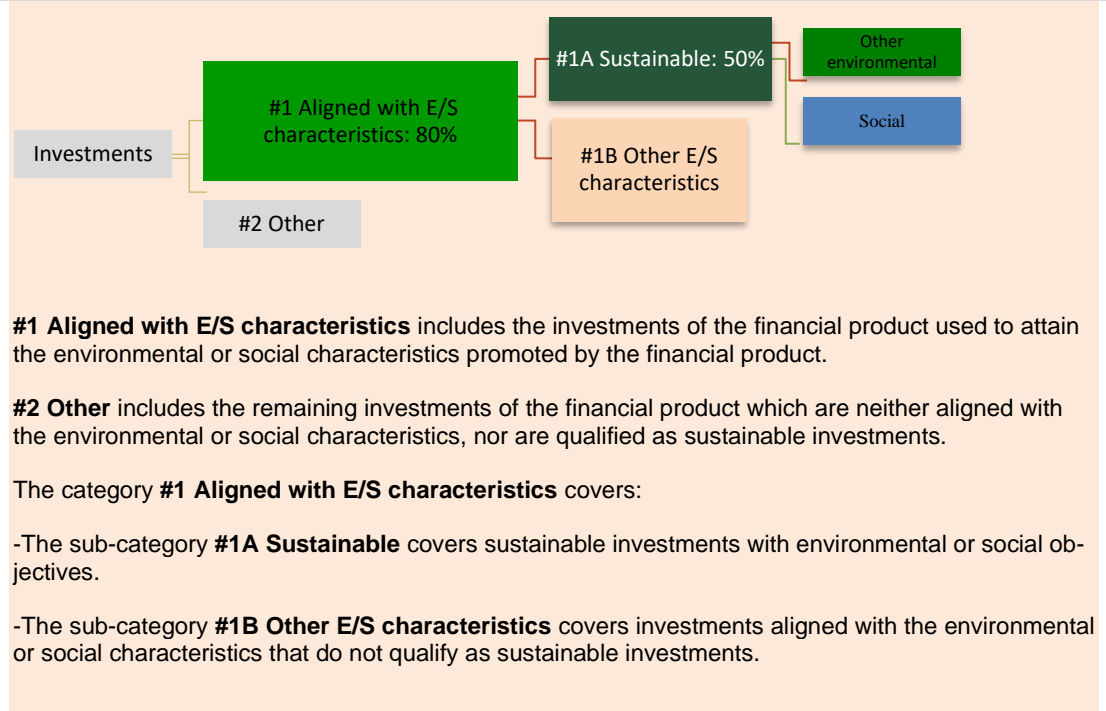 Investments
#1 Aligned with E/S
characteristics: 80%
#2 Other
#1A Sustainable: 50%
#1B Other E/S
characteristics
Other
environmental
Social
#1 Aligned with E/S characteristics includes the investments of the financial product used to attain
the environmental or social characteristics promoted by the financial product.
#2 Other includes the remaining investments of the financial product which are neither aligned with
the environmental or social characteristics, nor are qualified as sustainable investments.
The category #1 Aligned with E/S characteristics covers:
-The sub-category #1A Sustainable covers sustainable investments with environmental or social ob-
jectives.
-The sub-category #1B Other E/S characteristics covers investments aligned with the environmental
or social characteristics that do not qualify as sustainable investments.